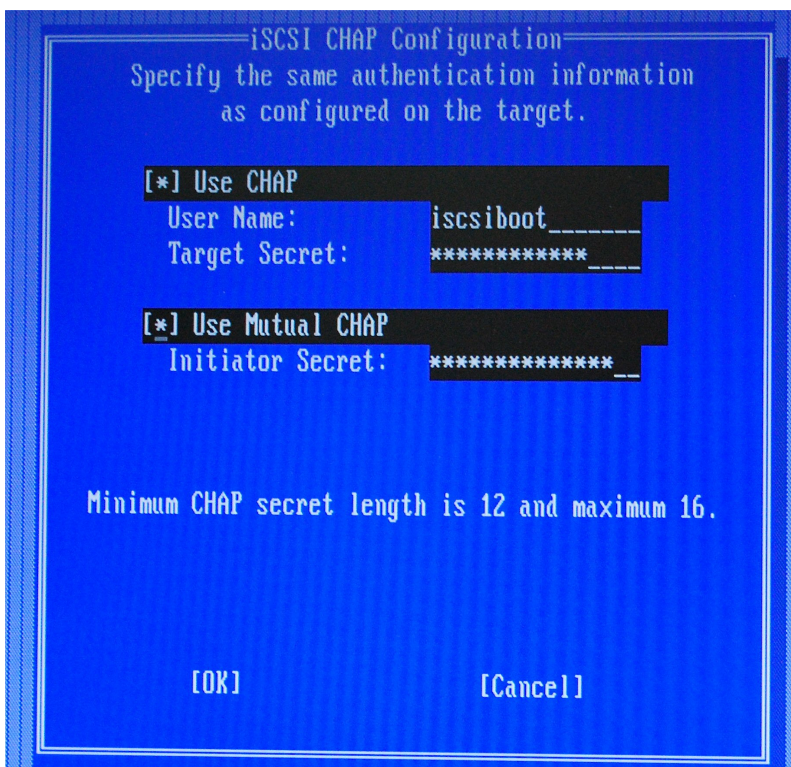 iSCSI CHAP Configuration
Specify the same authentication information
as configured on the target.
[*] Use CHAP
User Name: iscsiboot_______
Target Secret: ************____
[*] Use Mutual CHAP
Initiator Secret: **************__
Minimum CHAP secret length is 12 and maximum 16.
[OK] [Cancel]